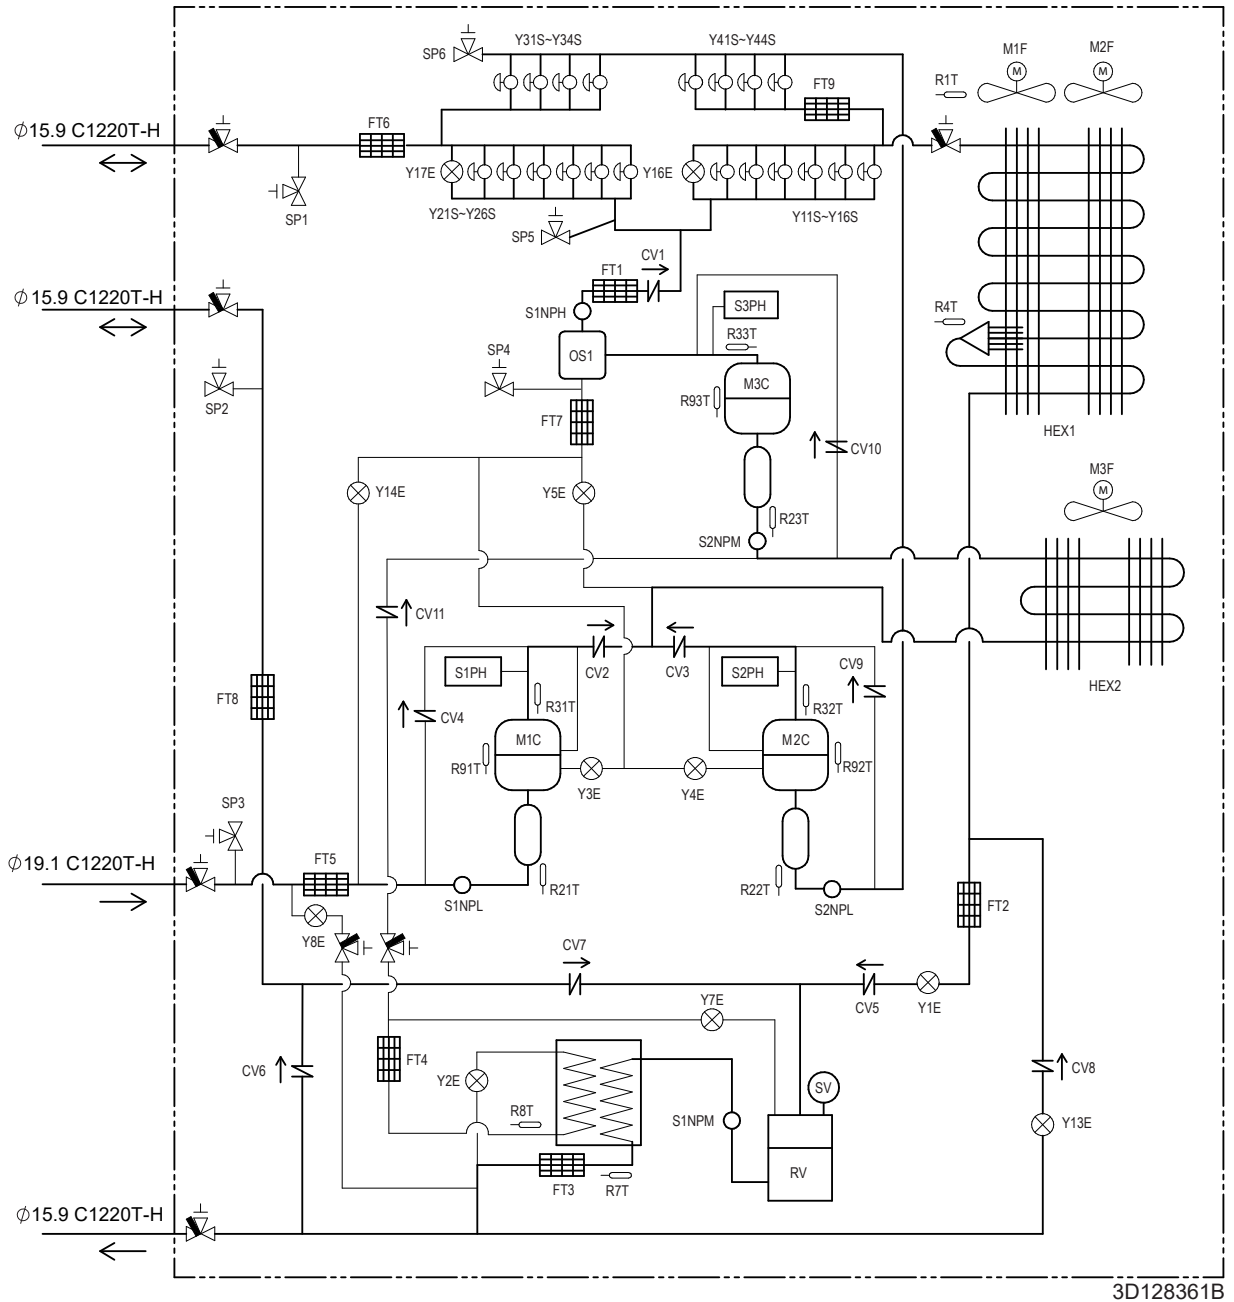 Y31S~Y34S
Y41S~Y44S
M1F
M2F
SP6
R1T
FT9
M
M
FT6
⌀15.9 C1220T-H
Y17E
Y16E
SP1
Y21S~Y26S
Y11S~Y16S
SP5
CV1
FT1
⌀15.9 C1220T-H
S1NPH
S3PH
R4T
R33T
SP4
OS1
M3C
SP2
R93T
FT7
HEX1
CV10
M3F
Y14E
Y5E
M
R23T
S2NPM
CV11
S1PH
CV2
CV3
S2PH
CV9
HEX2
FT8
R31T
R32T
CV4
M1C
M2C
R91T
R92T
Y3E
Y4E
SP3
⌀19.1 C1220T-H
FT5
R21T
R22T
S1NPL
S2NPL
FT2
Y8E
CV7
CV5
Y1E
Y7E
CV6
FT4
Y2E
SV
CV8
R8T
S1NPM
Y13E
RV
FT3
R7T
⌀15.9 C1220T-H
3D128361B